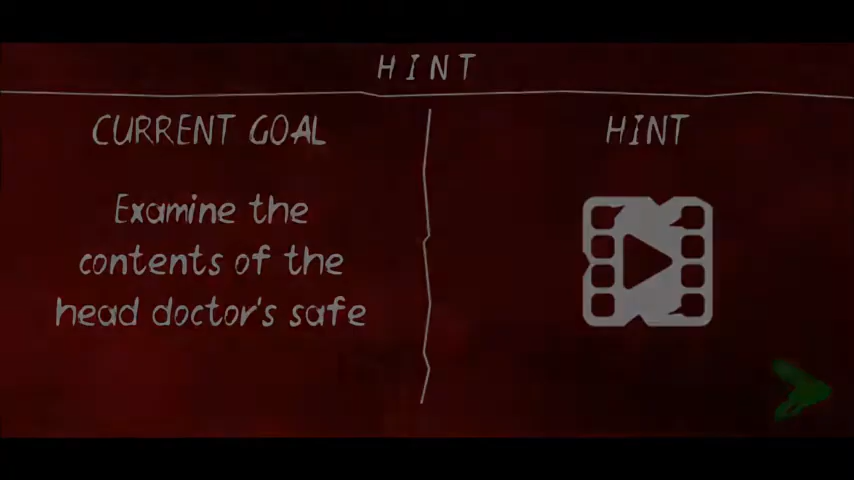 HINT
CURRENT GOAL
Examine the
contents of the
head doctor's safe
HINT